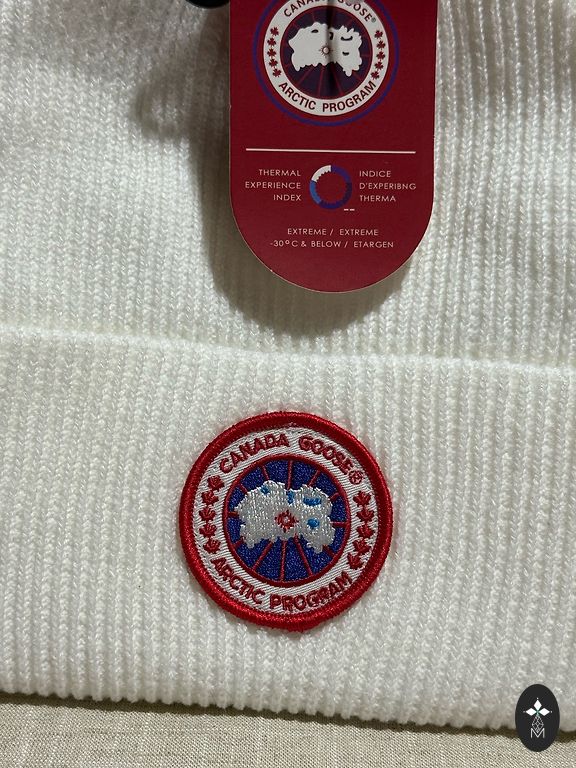 CANADA GOOSE®
ARCTIC PROGRAM
THERMAL
EXPERIENCE
INDEX
INDICE
D'EXPERIBNG
THERMA
EXTREME / EXTREME
-30°C & BELOW / ETARGEN
CANADA GOOSE®
ARCTIC PROGRAM
M